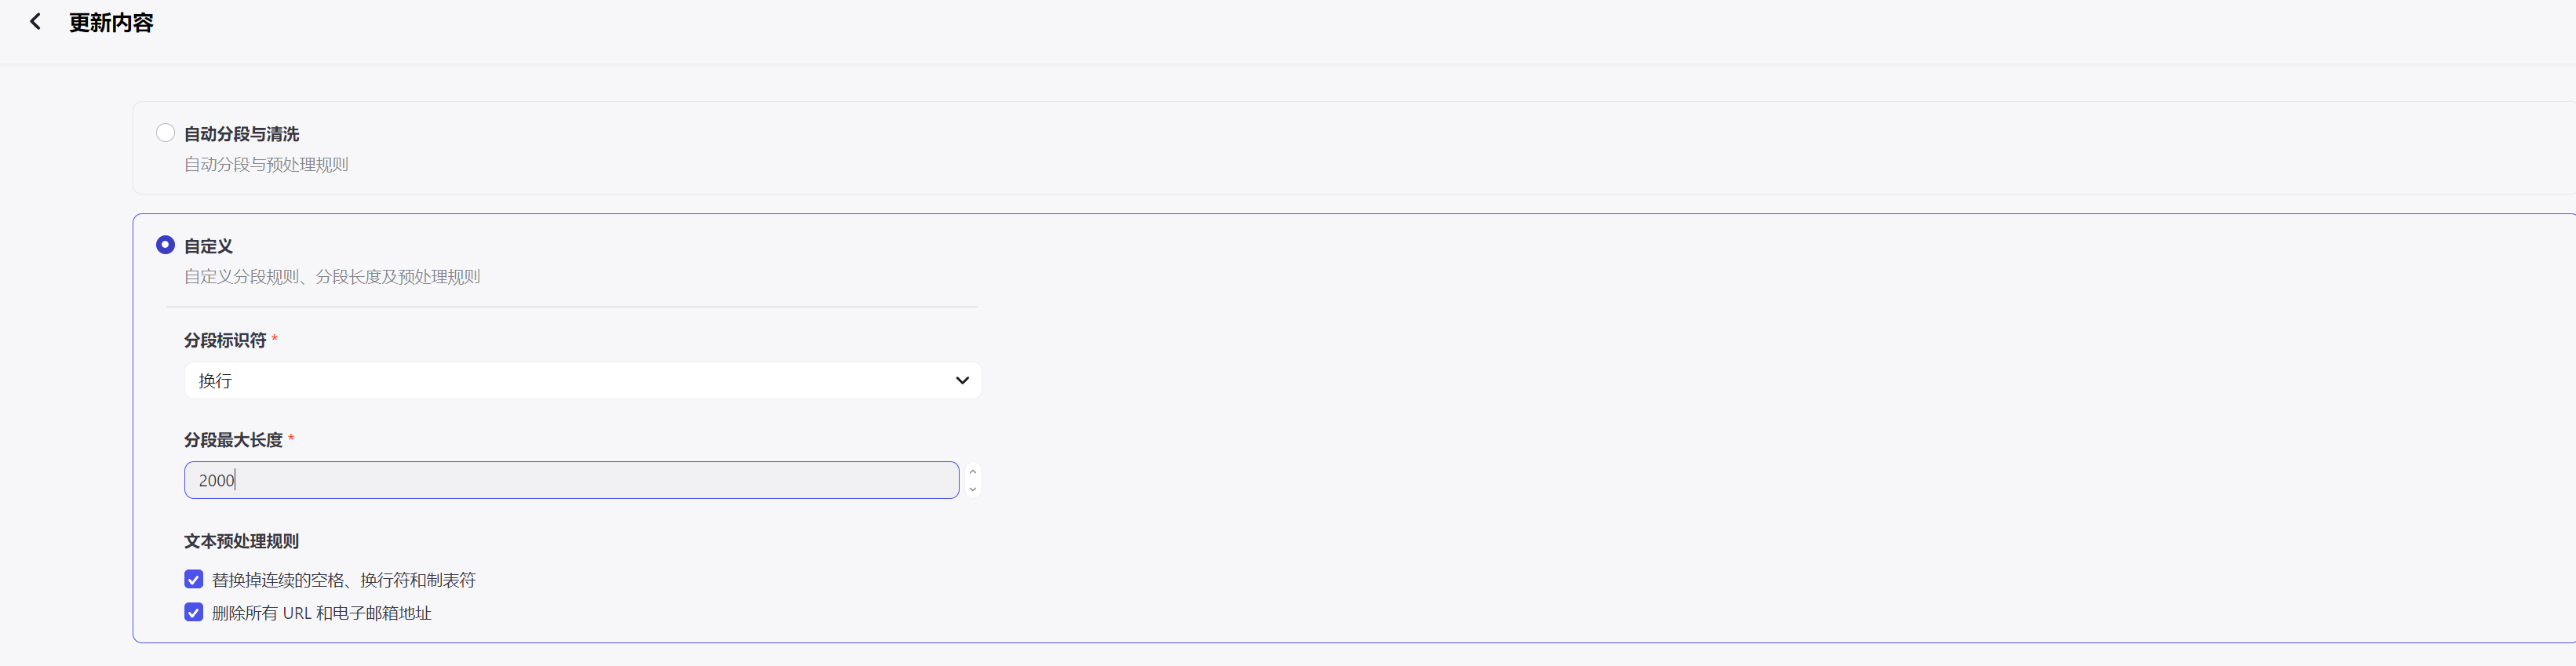 更新内容
自动分段与清洗
自动分段与预处理规则
自定义
自定义分段规则、分段长度及预处理规则
分段标识符 *
换行
分段最大长度 *
2000
文本预处理规则
替换掉连续的空格、换行符和制表符
删除所有 URL 和电子邮箱地址